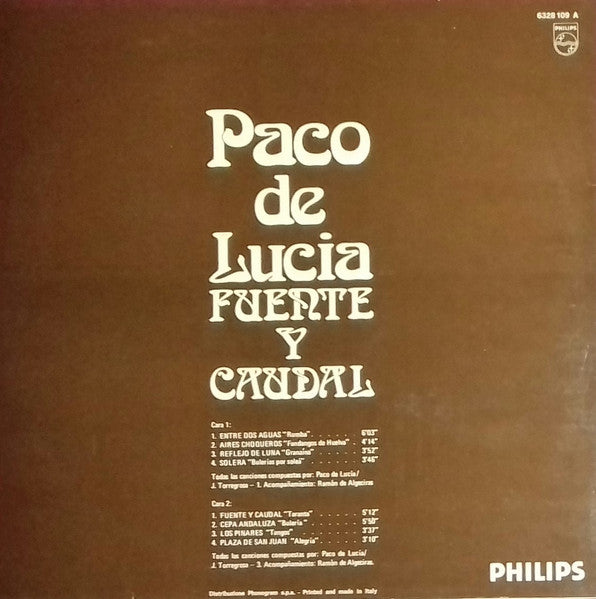 6328 109 A
PHILIPS
Paco
de
Lucia
FUENTE
Y
CAUDAL
Cara 1:
1. ENTRE DOS AGUAS "Rumba" . . . . . 6'03"
2. AIRES CHOQUEROS "Fandangos de Huelva" . 4'14"
3. REFLEJO DE LUNA "Granaina" . . . . . 3'52"
4. SOLERA "Bulerias por soleá" . . . . . 3'46"
Todas las canciones compuestas por: Paco de Lucia/
J. Torregrosa – 1. Acompañamiento: Ramón de Algeciras
Cara 2:
1. FUENTE Y CAUDAL "Taranta" . . . . . 5'12"
2. CEPA ANDALUZA "Buleria" . . . . . 5'50"
3. LOS PINARES "Tangos" . . . . . 3'37"
4. PLAZA DE SAN JUAN "Alegria" . . . . 3'10"
Todas las canciones compuestas por: Paco de Lucia/
J. Torregrosa – 3. Acompañamiento: Ramón de Algeciras.
Distribuzione Phonogram s.p.a. - Printed and made in Italy
PHILIPS